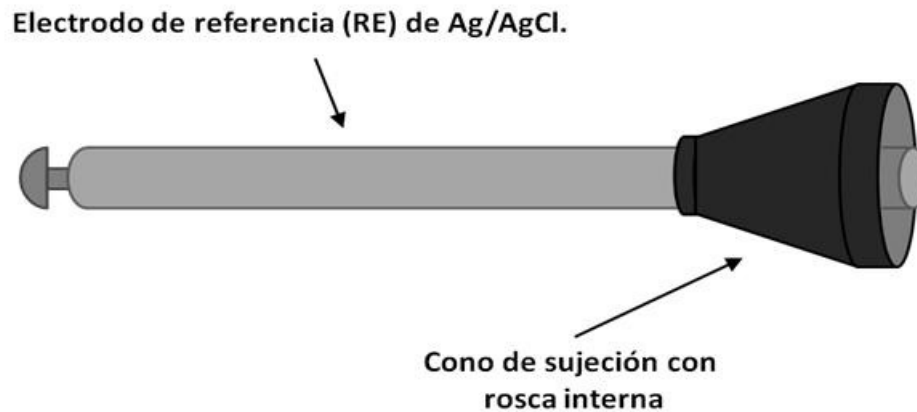 Electrodo de referencia (RE) de Ag/AgCl.
Cono de sujeción con
rosca interna